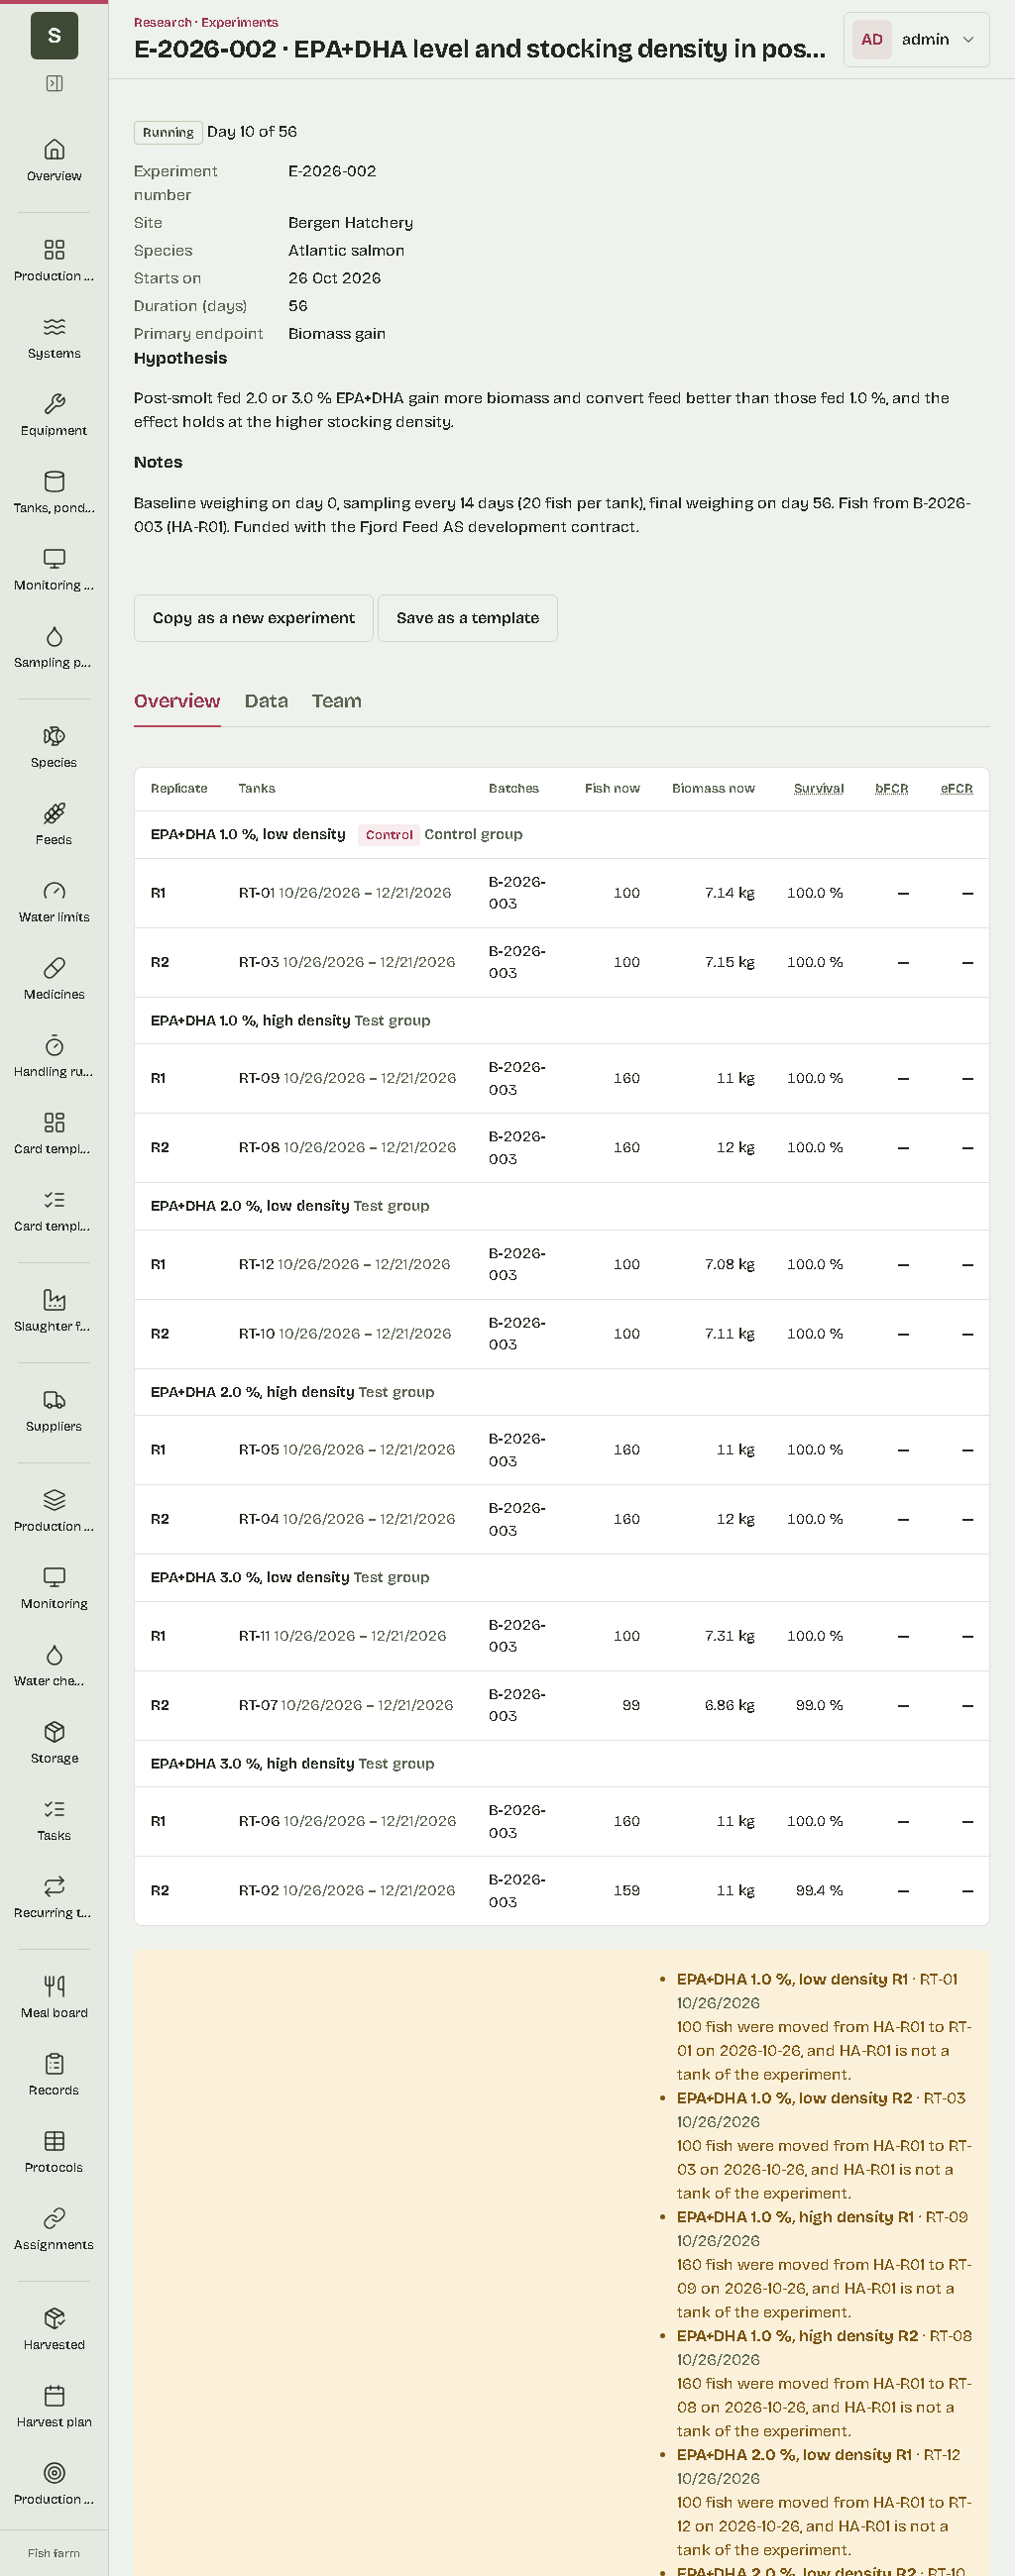 S
Overview
Production ...
Systems
Equipment
Tanks, pond...
Monitoring ...
Sampling p...
Species
Feeds
Water limits
Medicines
Handling ru...
Card templ...
Card templ...
Slaughter f...
Suppliers
Production ...
Monitoring
Water che...
Storage
Tasks
Recurring t...
Meal board
Records
Protocols
Assignments
Harvested
Harvest plan
Production ...
Fish farm
Research · Experiments
E-2026-002 · EPA+DHA level and stocking density in pos...
AD admin
Running Day 10 of 56
Experiment number E-2026-002
Site Bergen Hatchery
Species Atlantic salmon
Starts on 26 Oct 2026
Duration (days) 56
Primary endpoint Biomass gain
Hypothesis
Post-smolt fed 2.0 or 3.0 % EPA+DHA gain more biomass and convert feed better than those fed 1.0 %, and the
effect holds at the higher stocking density.
Notes
Baseline weighing on day 0, sampling every 14 days (20 fish per tank), final weighing on day 56. Fish from B-2026-
003 (HA-R01). Funded with the Fjord Feed AS development contract.
Copy as a new experiment Save as a template
Overview Data Team
Replicate Tanks Batches Fish now Biomass now Survival bFCR eFCR
EPA+DHA 1.0 %, low density Control Control group
R1 RT-01 10/26/2026 – 12/21/2026 B-2026-003 100 7.14 kg 100.0 % — —
R2 RT-03 10/26/2026 – 12/21/2026 B-2026-003 100 7.15 kg 100.0 % — —
EPA+DHA 1.0 %, high density Test group
R1 RT-09 10/26/2026 – 12/21/2026 B-2026-003 160 11 kg 100.0 % — —
R2 RT-08 10/26/2026 – 12/21/2026 B-2026-003 160 12 kg 100.0 % — —
EPA+DHA 2.0 %, low density Test group
R1 RT-12 10/26/2026 – 12/21/2026 B-2026-003 100 7.08 kg 100.0 % — —
R2 RT-10 10/26/2026 – 12/21/2026 B-2026-003 100 7.11 kg 100.0 % — —
EPA+DHA 2.0 %, high density Test group
R1 RT-05 10/26/2026 – 12/21/2026 B-2026-003 160 11 kg 100.0 % — —
R2 RT-04 10/26/2026 – 12/21/2026 B-2026-003 160 12 kg 100.0 % — —
EPA+DHA 3.0 %, low density Test group
R1 RT-11 10/26/2026 – 12/21/2026 B-2026-003 100 7.31 kg 100.0 % — —
R2 RT-07 10/26/2026 – 12/21/2026 B-2026-003 99 6.86 kg 99.0 % — —
EPA+DHA 3.0 %, high density Test group
R1 RT-06 10/26/2026 – 12/21/2026 B-2026-003 160 11 kg 100.0 % — —
R2 RT-02 10/26/2026 – 12/21/2026 B-2026-003 159 11 kg 99.4 % — —
• EPA+DHA 1.0 %, low density R1 · RT-01
10/26/2026
100 fish were moved from HA-R01 to RT-
01 on 2026-10-26, and HA-R01 is not a
tank of the experiment.
• EPA+DHA 1.0 %, low density R2 · RT-03
10/26/2026
100 fish were moved from HA-R01 to RT-
03 on 2026-10-26, and HA-R01 is not a
tank of the experiment.
• EPA+DHA 1.0 %, high density R1 · RT-09
10/26/2026
160 fish were moved from HA-R01 to RT-
09 on 2026-10-26, and HA-R01 is not a
tank of the experiment.
• EPA+DHA 1.0 %, high density R2 · RT-08
10/26/2026
160 fish were moved from HA-R01 to RT-
08 on 2026-10-26, and HA-R01 is not a
tank of the experiment.
• EPA+DHA 2.0 %, low density R1 · RT-12
10/26/2026
100 fish were moved from HA-R01 to RT-
12 on 2026-10-26, and HA-R01 is not a
tank of the experiment.
• EPA+DHA 2.0 %, low density R2 · RT-10